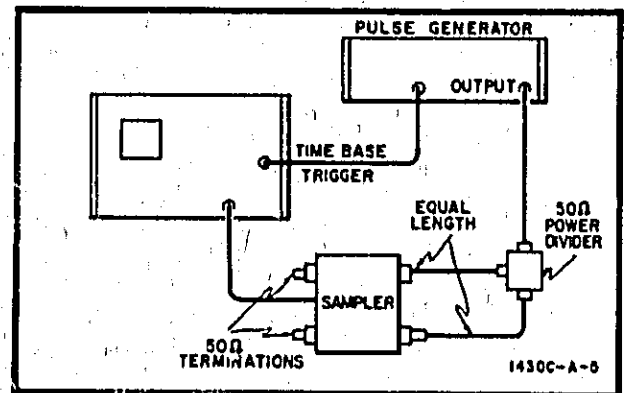 PULSE GENERATOR
OUTPUT
TIME BASE
TRIGGER
EQUAL
LENGTH
50Ω
POWER
DIVIDER
SAMPLER
50Ω
TERMINATIONS
1430C-A-5